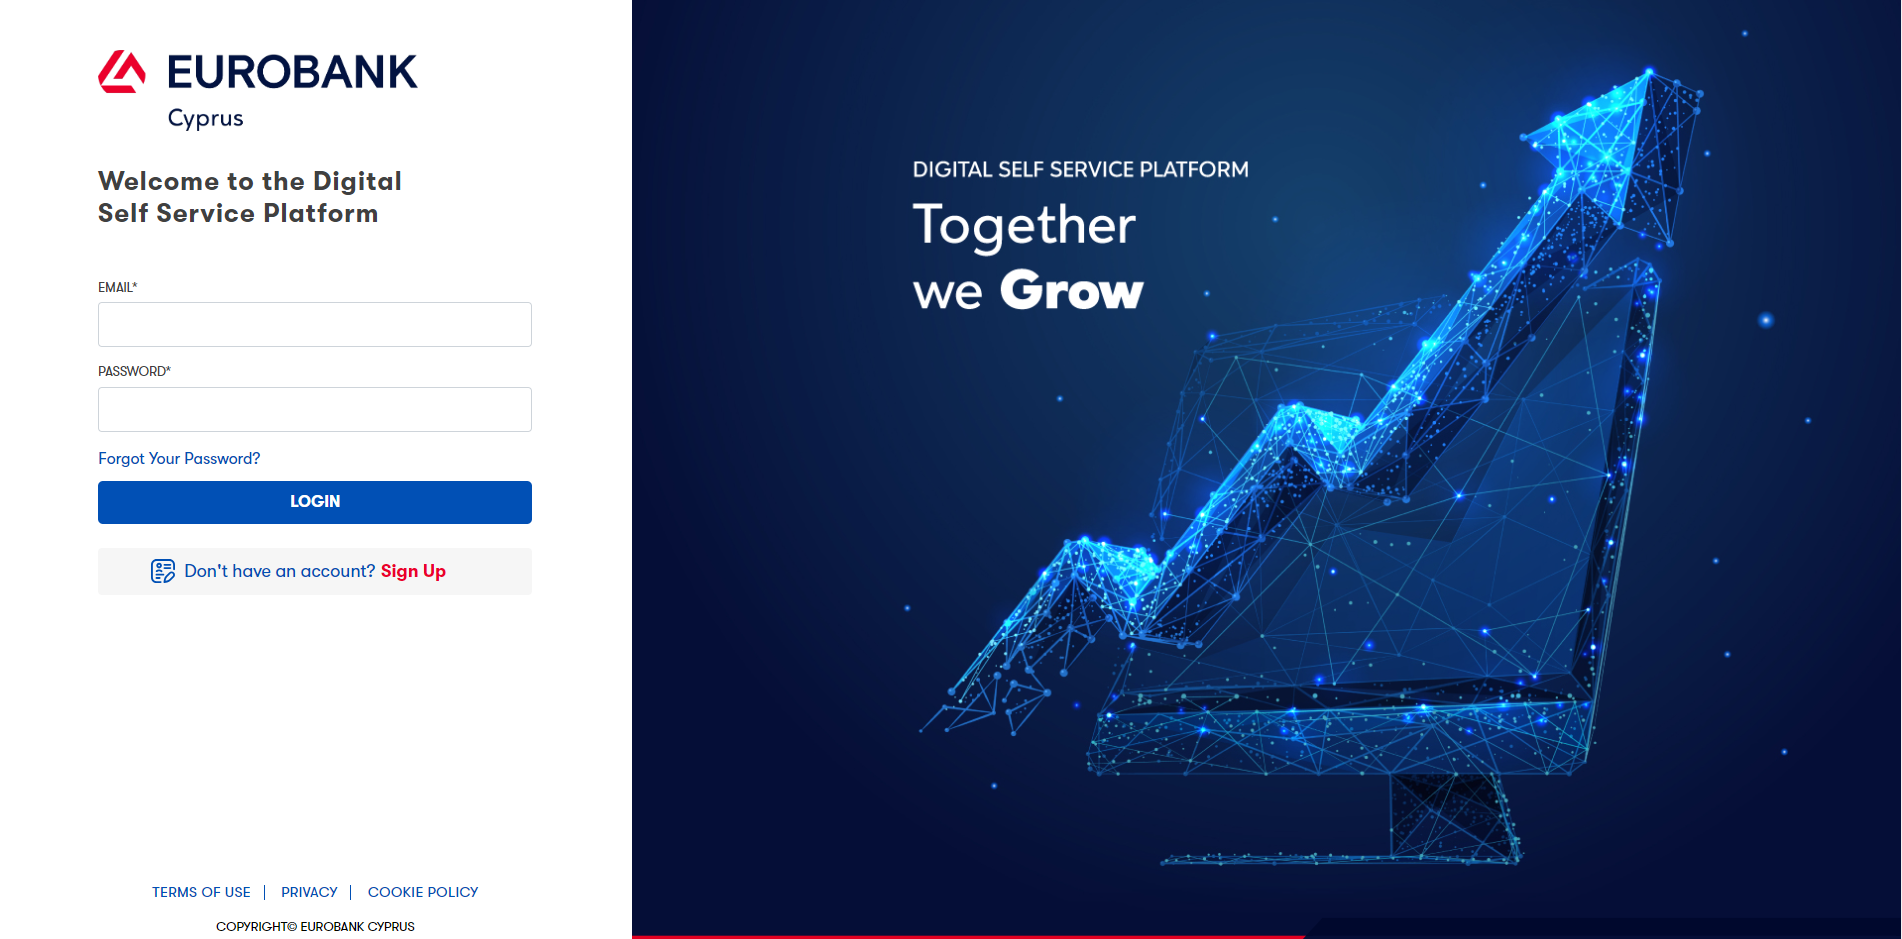 EUROBANK
Cyprus
Welcome to the Digital
Self Service Platform
EMAIL*
PASSWORD*
Forgot Your Password?
LOGIN
Don't have an account? Sign Up
TERMS OF USE | PRIVACY | COOKIE POLICY
COPYRIGHT© EUROBANK CYPRUS
DIGITAL SELF SERVICE PLATFORM
Together
we Grow